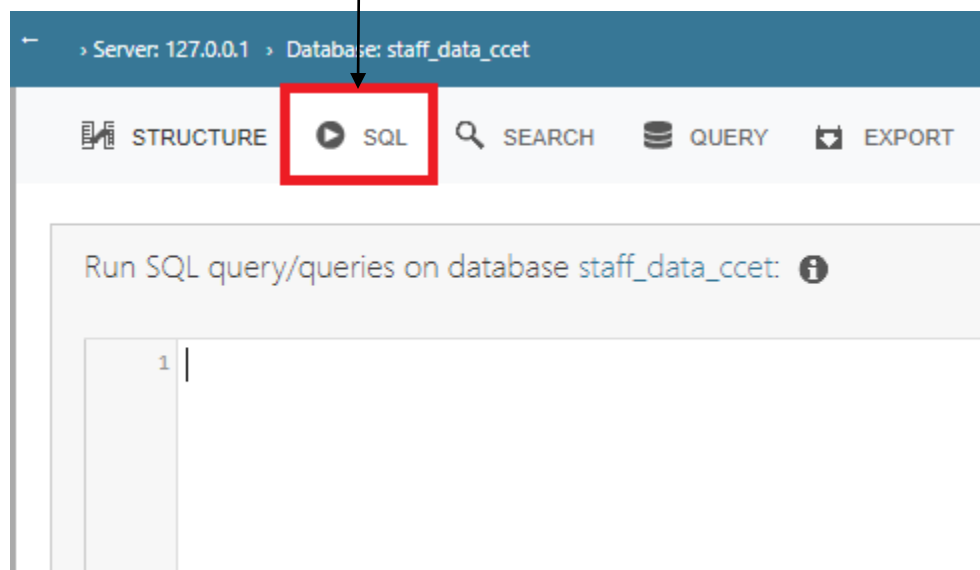 › Server: 127.0.0.1 › Database: staff_data_ccet
STRUCTURE SQL SEARCH QUERY EXPORT
Run SQL query/queries on database staff_data_ccet:
1